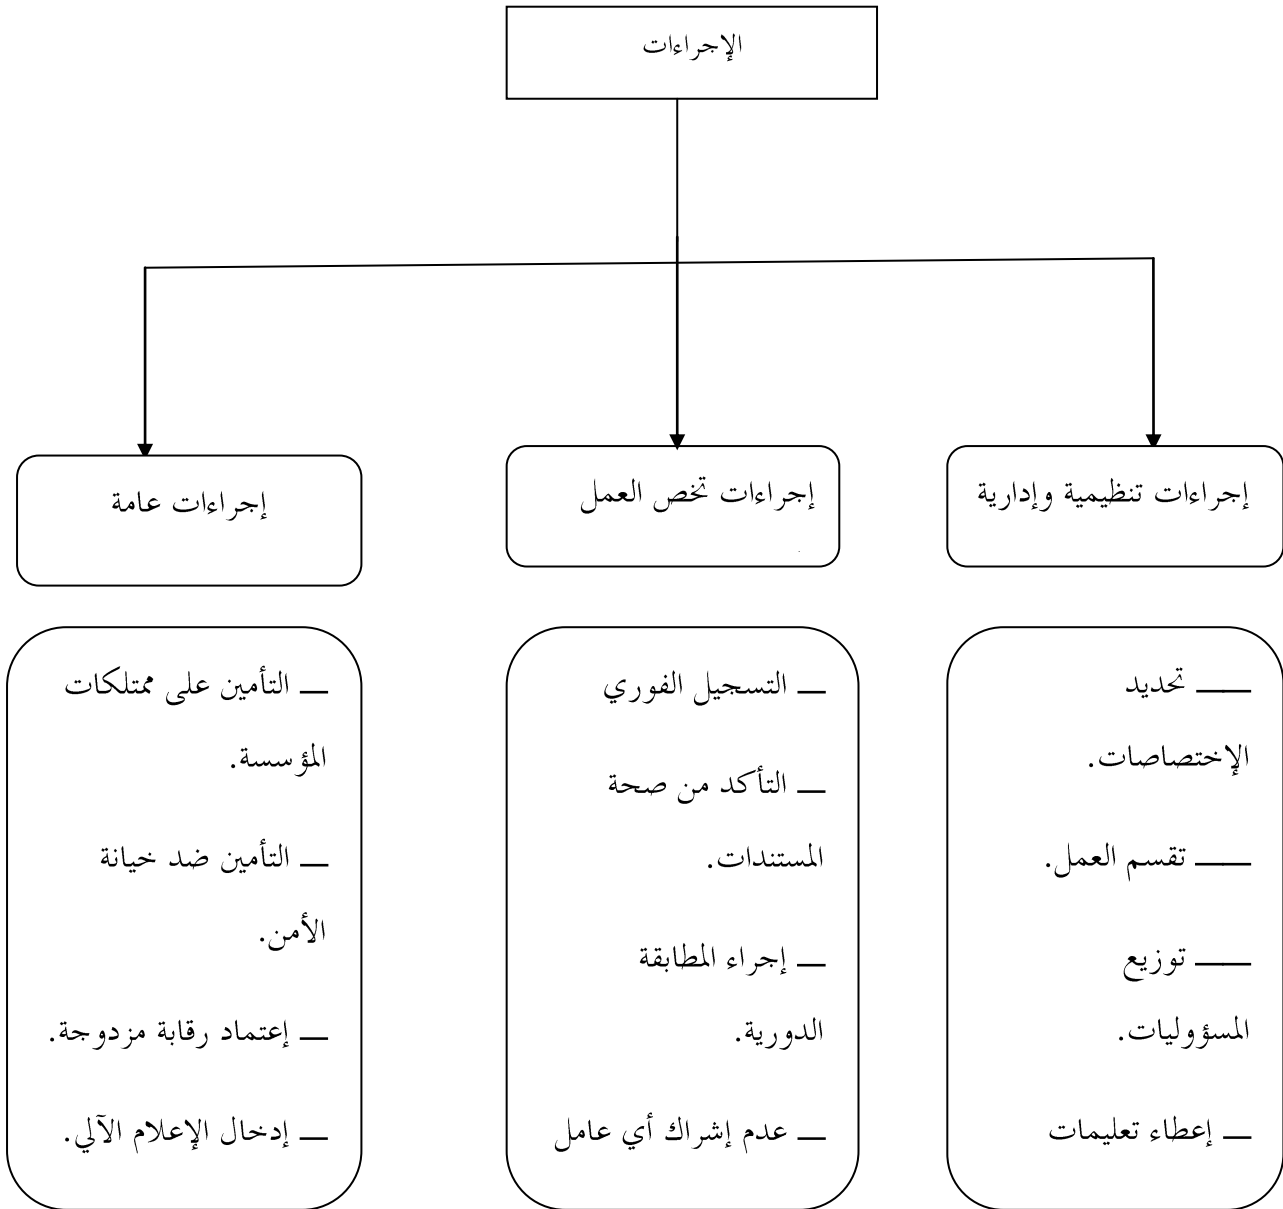 الإجراءات
إجراءات تنظيمية وإدارية
إجراءات تخص العمل
إجراءات عامة
ـــــ تحديد
الإختصاصات.
ـــــ تقسم العمل.
ـــــ توزيع
المسؤوليات.
ـــ إعطاء تعليمات
ـــ التسجيل الفوري
ـــ التأكد من صحة
المستندات.
ـــ إجراء المطابقة
الدورية.
ـــ عدم إشراك أي عامل
ـــ التأمين على ممتلكات
المؤسسة.
ـــ التأمين ضد خيانة
الأمن.
ـــ إعتماد رقابة مزدوجة.
ـــ إدخال الإعلام الآلي.